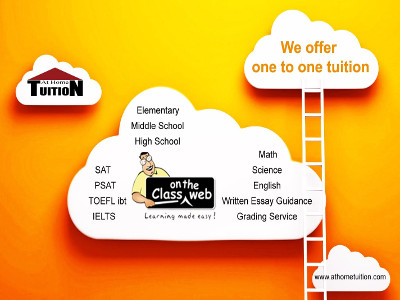 We offer
one to one tuition
At Home
TUITION
Elementary
Middle School
High School
SAT
PSAT
TOEFL ibt
IELTS
on the
Class web
Learning made easy!
Math
Science
English
Written Essay Guidance
Grading Service
www.athometuition.com